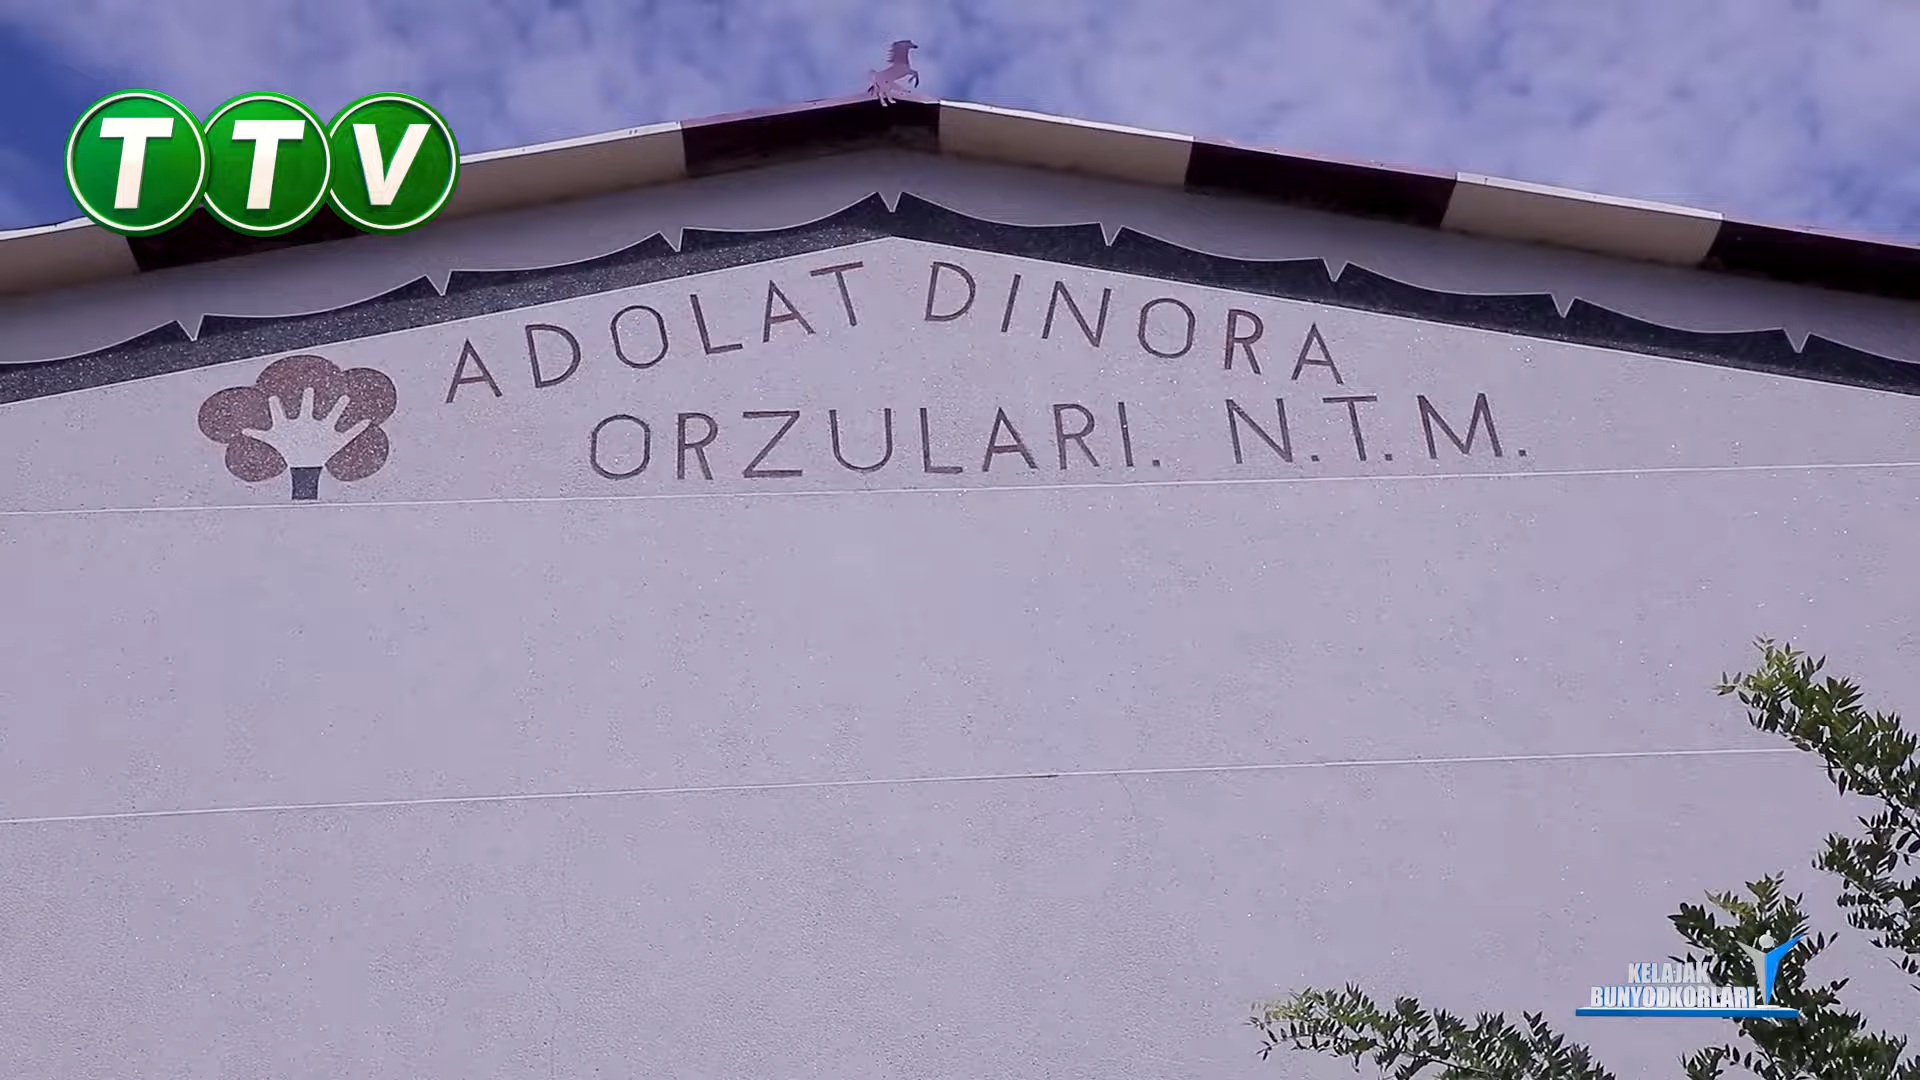 TTV
ADOLAT DINORA
ORZULARI. N.T.M.
KELAJAK
BUNYODKORLARI